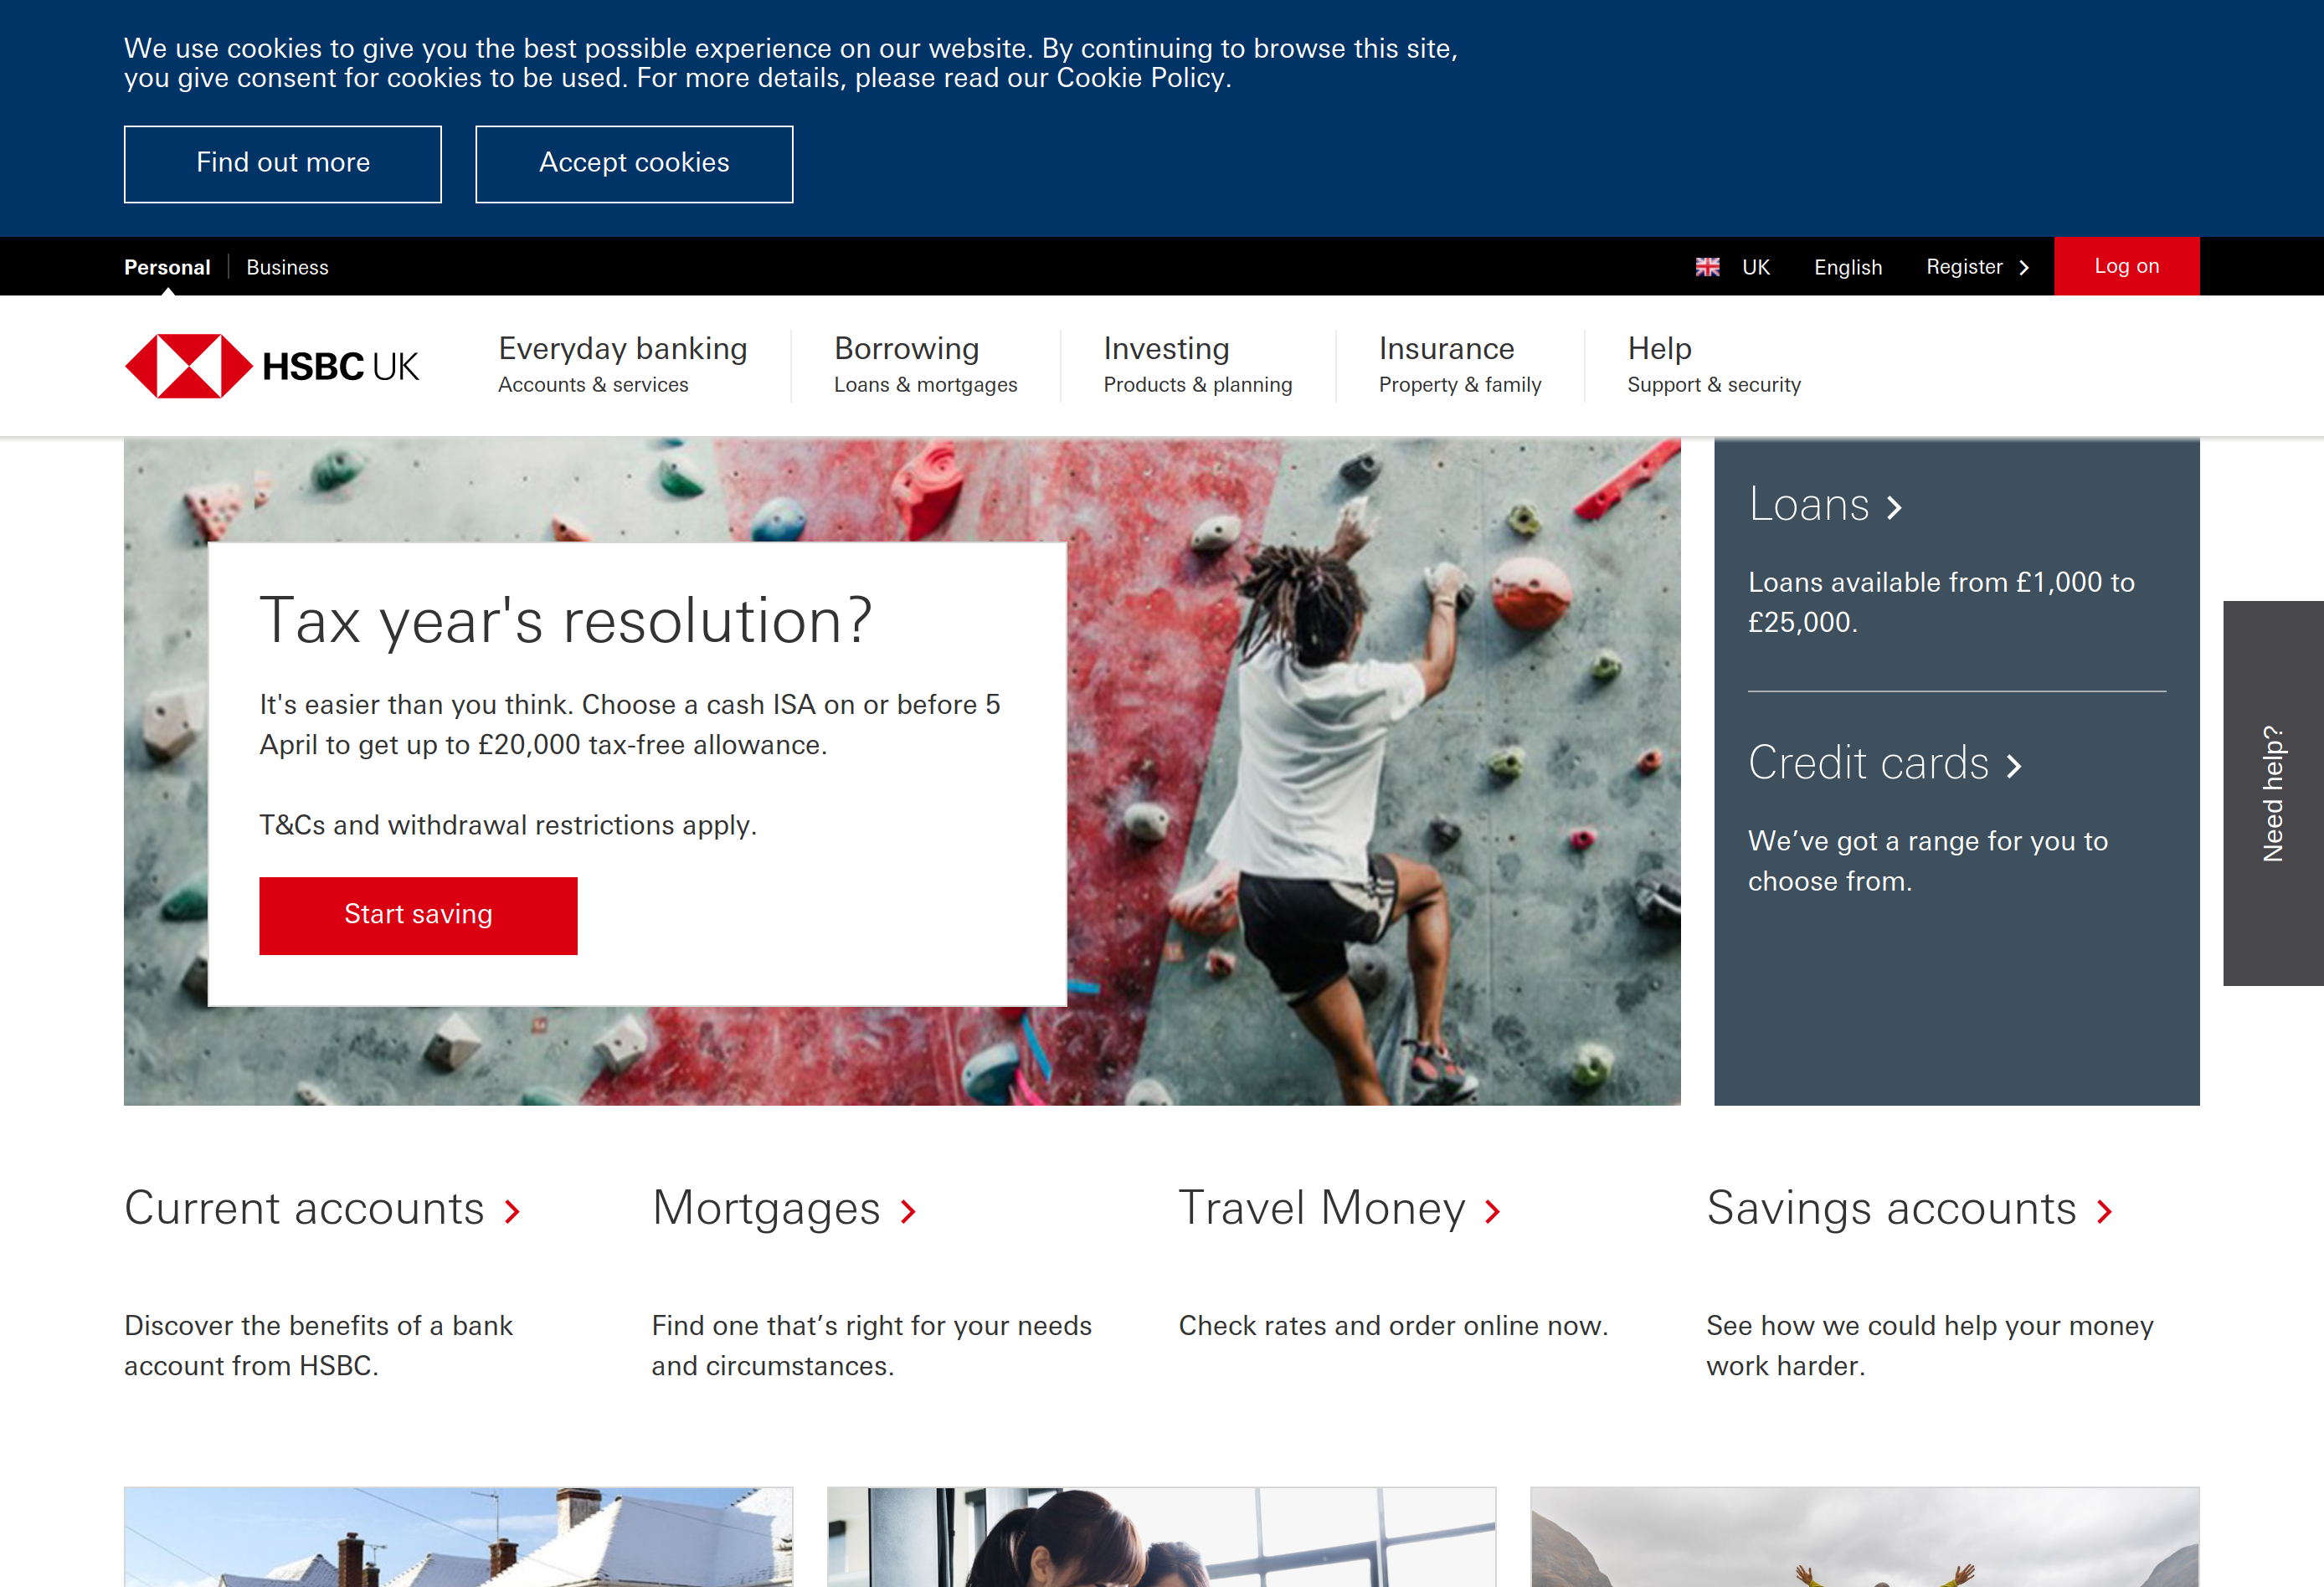 We use cookies to give you the best possible experience on our website. By continuing to browse this site,
you give consent for cookies to be used. For more details, please read our Cookie Policy.
Find out more
Accept cookies
Personal
Business
UK
English
Register
Log on
HSBC UK
Everyday banking
Accounts & services
Borrowing
Loans & mortgages
Investing
Products & planning
Insurance
Property & family
Help
Support & security
Tax year's resolution?
It's easier than you think. Choose a cash ISA on or before 5
April to get up to £20,000 tax-free allowance.
T&Cs and withdrawal restrictions apply.
Start saving
Loans
Loans available from £1,000 to
£25,000.
Credit cards
We’ve got a range for you to
choose from.
Need help?
Current accounts
Discover the benefits of a bank
account from HSBC.
Mortgages
Find one that’s right for your needs
and circumstances.
Travel Money
Check rates and order online now.
Savings accounts
See how we could help your money
work harder.